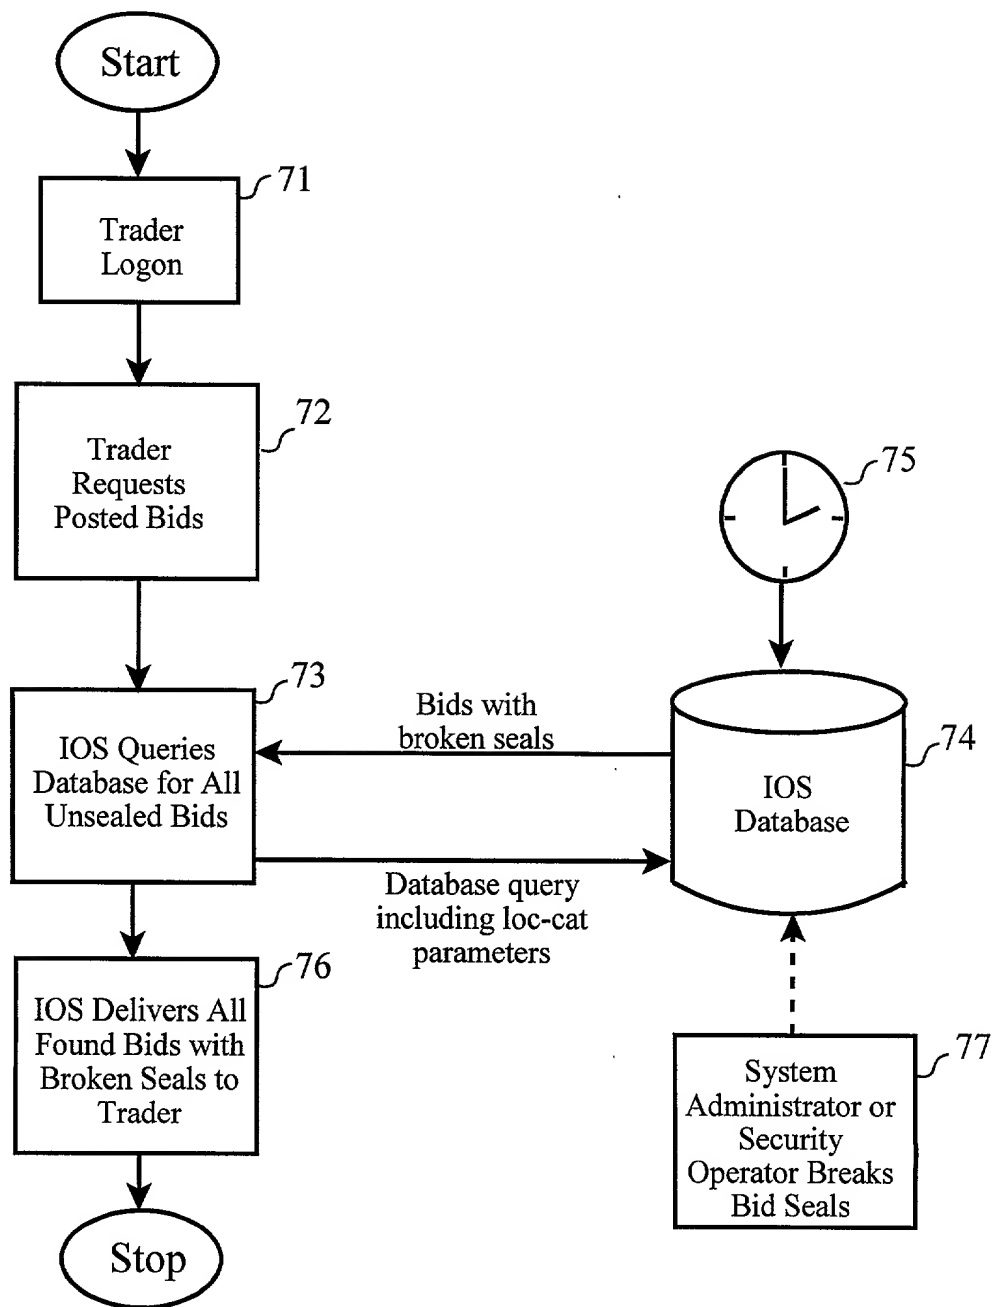 Start
71
Trader
Logon
72
Trader
Requests
Posted Bids
75
73
IOS Queries
Database for All
Unsealed Bids
Bids with
broken seals
74
IOS
Database
Database query
including loc-cat
parameters
76
IOS Delivers All
Found Bids with
Broken Seals to
Trader
77
System
Administrator or
Security
Operator Breaks
Bid Seals
Stop